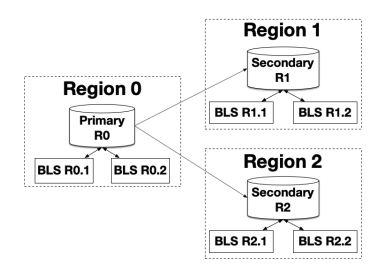 Region 0
Primary
R0
BLS R0.1
BLS R0.2
Region 1
Secondary
R1
BLS R1.1
BLS R1.2
Region 2
Secondary
R2
BLS R2.1
BLS R2.2